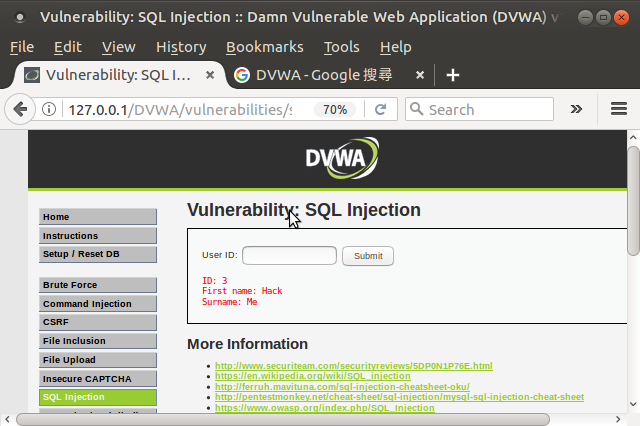 Vulnerability: SQL Injection :: Damn Vulnerable Web Application (DVWA)
File Edit View History Bookmarks Tools Help
Vulnerability: SQL I... DVWA - Google 搜尋
127.0.0.1/DVWA/vulnerabilities/s 70% Search
DVWA
Vulnerability: SQL Injection
Home
Instructions
Setup / Reset DB
Brute Force
Command Injection
CSRF
File Inclusion
File Upload
Insecure CAPTCHA
SQL Injection
User ID: Submit
ID: 3
First name: Hack
Surname: Me
More Information
http://www.securiteam.com/securityreviews/5DP0N1P76E.html
https://en.wikipedia.org/wiki/SQL_injection
http://ferruh.mavituna.com/sql-injection-cheatsheet-oku/
http://pentestmonkey.net/cheat-sheet/sql-injection/mysql-sql-injection-cheat-sheet
https://www.owasp.org/index.php/SQL_Injection